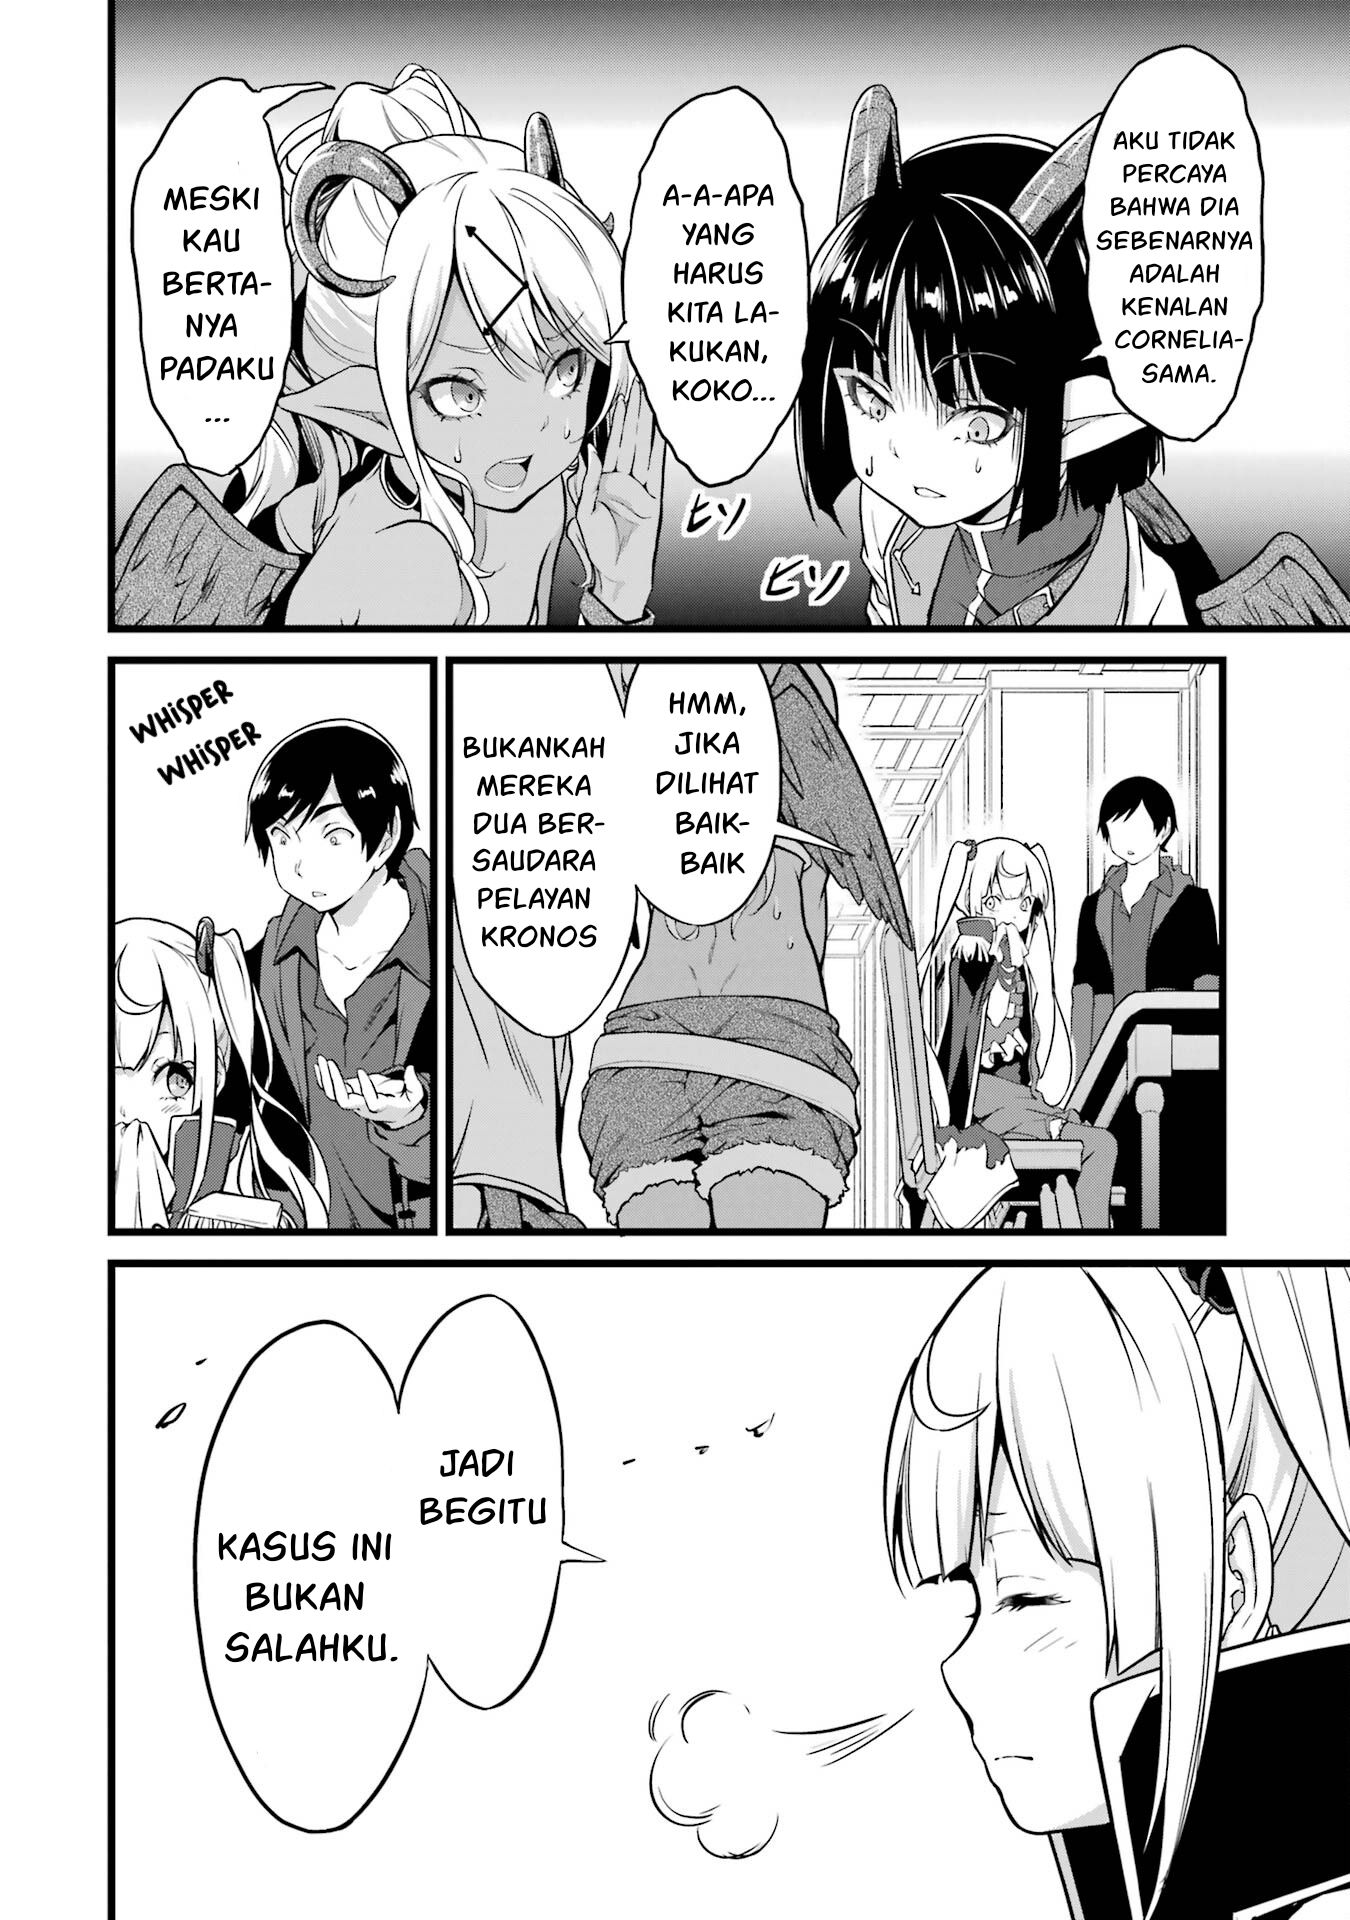 AKU TIDAK
PERCAYA
BAHWA DIA
SEBENARNYA
ADALAH
KENALAN
CORNELIA-
SAMA.
A-A-APA
YANG
HARUS
KITA LA-
KUKAN,
KOKO...
MESKI
KAU
BERTA-
NYA
PADAKU
...
ヒソ
ヒソ
HMM,
JIKA
DILIHAT
BAIK-
BAIK
BUKANKAH
MEREKA
DUA BER-
SAUDARA
PELAYAN
KRONOS
WHISPER
WHISPER
JADI
BEGITU
KASUS INI
BUKAN
SALAHKU.